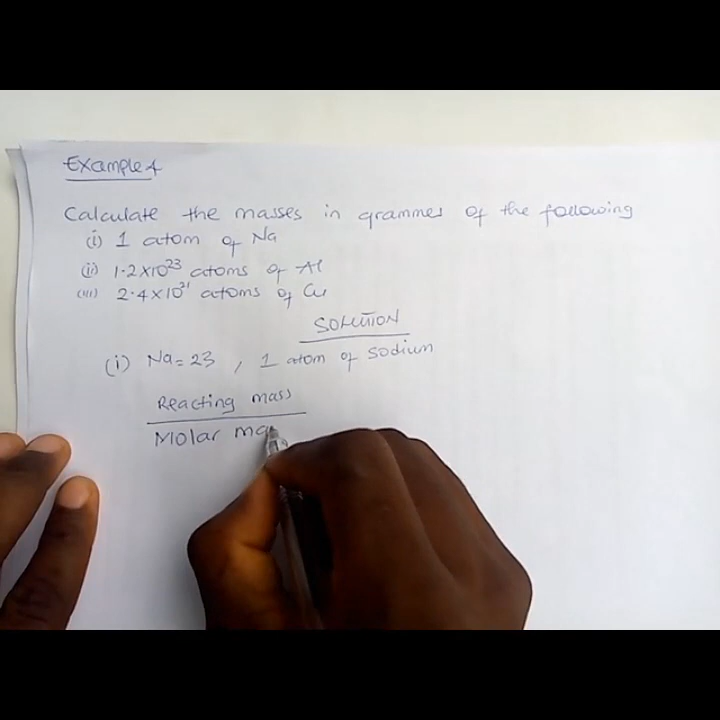 Example 4
Calculate the masses in grammes of the following
(i) 1 atom of Na
(ii) 1.2×10²³ atoms of Al
(iii) 2.4×10²¹ atoms of Cu
SOLUTION
(i) Na = 23 , 1 atom of sodium
Reacting mass
Molar ma